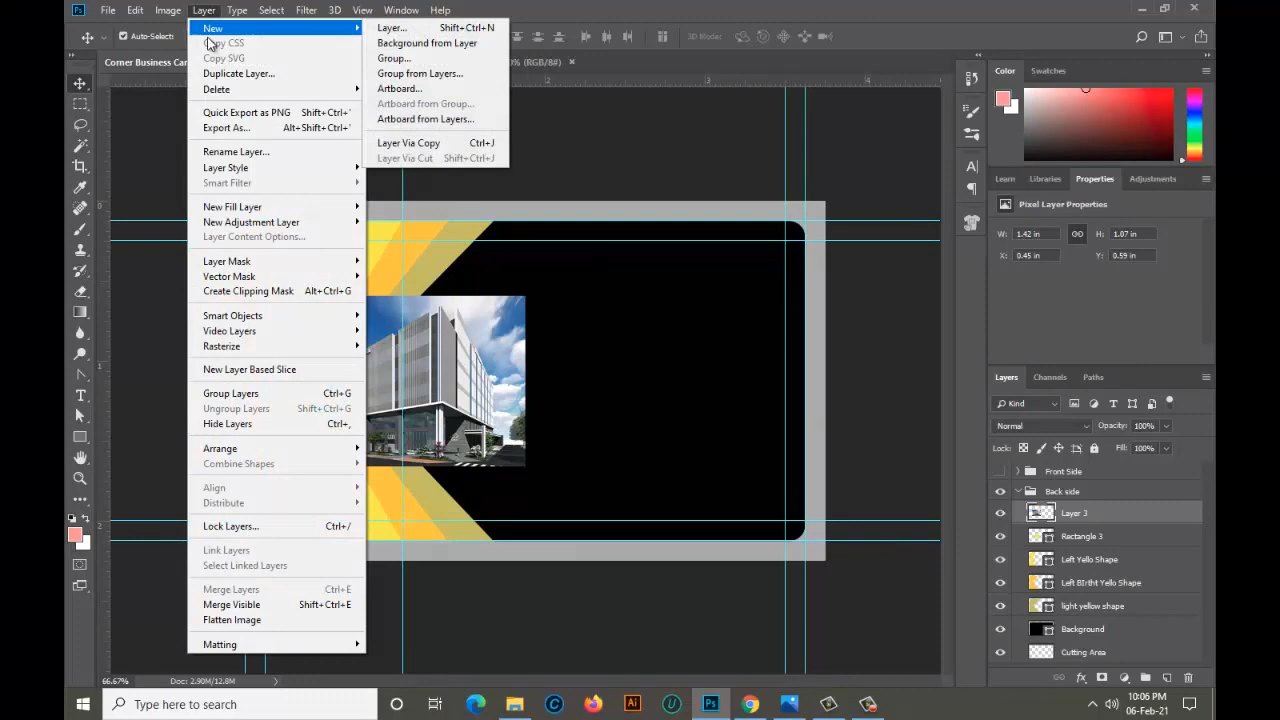 File Edit Image Layer Type Select Filter 3D View Window Help
Auto-Select:
3D Mode:
Corner Business Car
0% (RGB/8#)
2 3 4
0
1
2
New
Copy CSS
Copy SVG
Duplicate Layer...
Delete
Quick Export as PNG Shift+Ctrl+'
Export As... Alt+Shift+Ctrl+'
Rename Layer...
Layer Style
Smart Filter
New Fill Layer
New Adjustment Layer
Layer Content Options...
Layer Mask
Vector Mask
Create Clipping Mask Alt+Ctrl+G
Smart Objects
Video Layers
Rasterize
New Layer Based Slice
Group Layers Ctrl+G
Ungroup Layers Shift+Ctrl+G
Hide Layers Ctrl+,
Arrange
Combine Shapes
Align
Distribute
Lock Layers... Ctrl+/
Link Layers
Select Linked Layers
Merge Layers Ctrl+E
Merge Visible Shift+Ctrl+E
Flatten Image
Matting
Layer... Shift+Ctrl+N
Background from Layer
Group...
Group from Layers...
Artboard...
Artboard from Group...
Artboard from Layers...
Layer Via Copy Ctrl+J
Layer Via Cut Shift+Ctrl+J
Color Swatches
Learn Libraries Properties Adjustments
Pixel Layer Properties
W: 1.42 in H: 1.07 in
X: 0.45 in Y: 0.59 in
Layers Channels Paths
Kind
Normal Opacity: 100%
Lock: Fill: 100%
Front Side
Back side
Layer 3
Rectangle 3
Left Yello Shape
Left BIrtht Yello Shape
light yellow shape
Background
Cutting Area
66.67% Doc: 2.90M/12.8M
Type here to search
10:06 PM
06-Feb-21